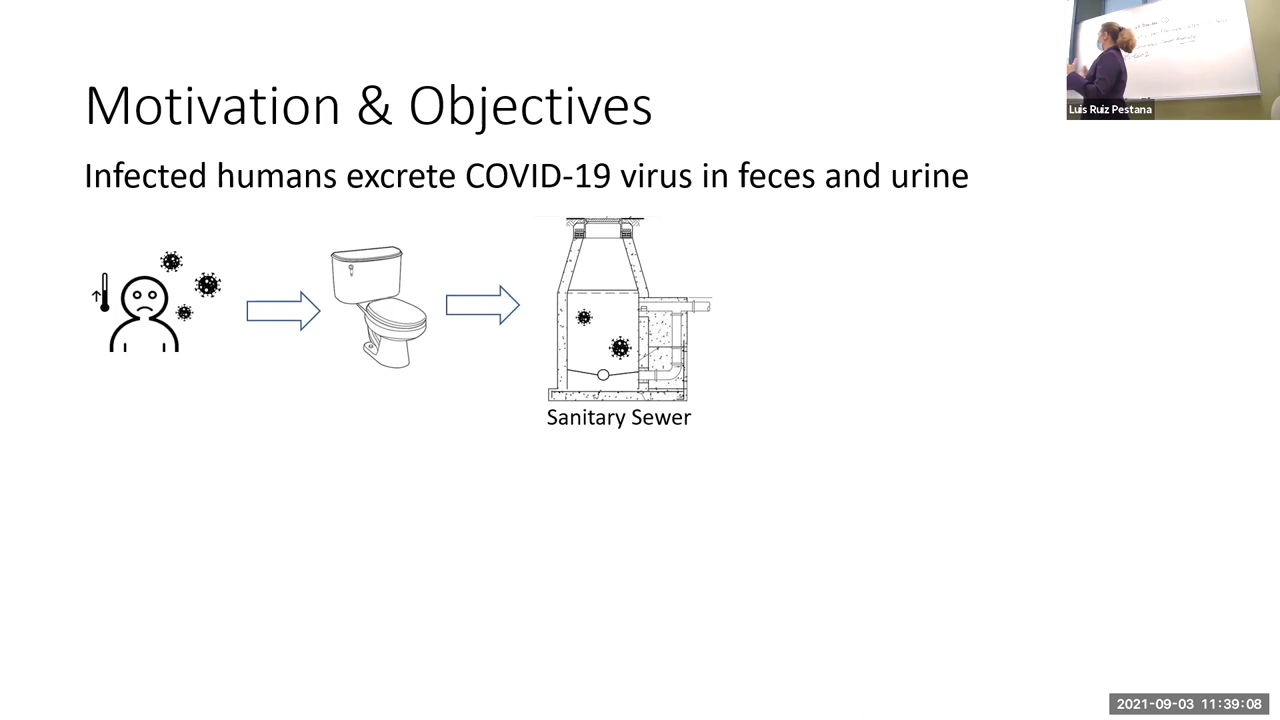 Motivation & Objectives
Infected humans excrete COVID-19 virus in feces and urine
Sanitary Sewer
Luis Ruiz Pestana
2021-09-03 11:39:08